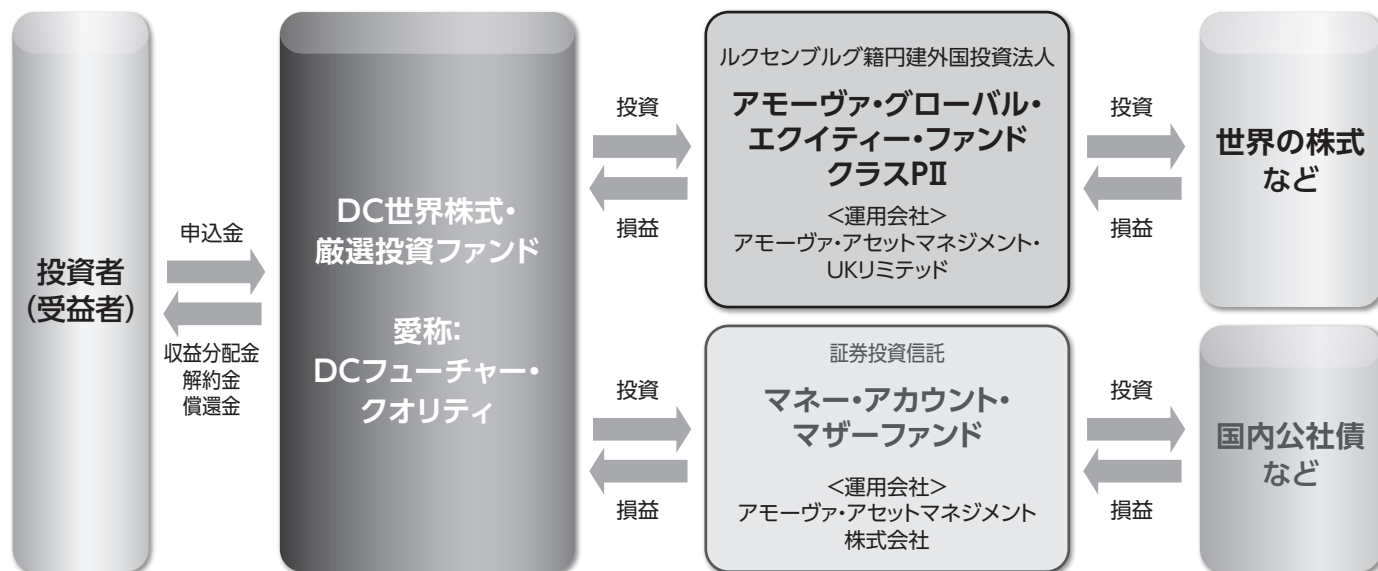 投資者
(受益者)
申込金
収益分配金
解約金
償還金
DC世界株式・
厳選投資ファンド
愛称:
DCフューチャー・
クオリティ
投資
損益
ルクセンブルグ籍円建外国投資法人
アモーヴァ・グローバル・
エクイティー・ファンド
クラスPⅡ
<運用会社>
アモーヴァ・アセットマネジメント・
UKリミテッド
投資
損益
世界の株式
など
投資
損益
証券投資信託
マネー・アカウント・
マザーファンド
<運用会社>
アモーヴァ・アセットマネジメント
株式会社
投資
損益
国内公社債
など